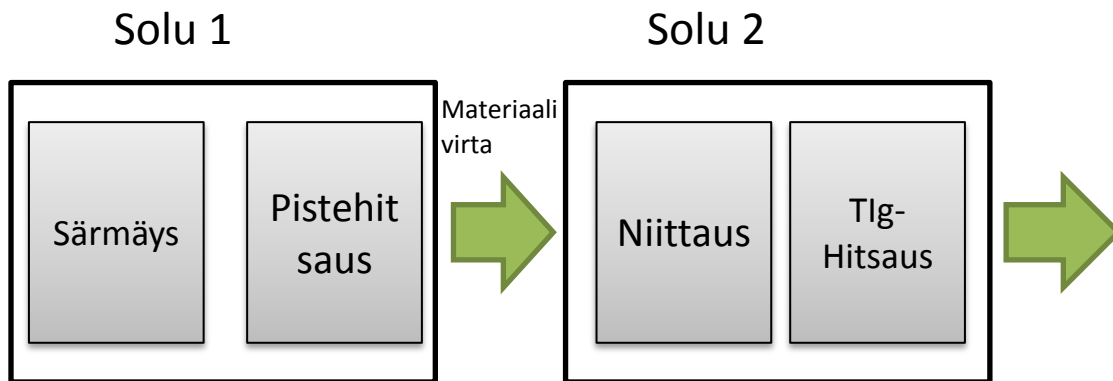 Solu 1
Solu 2
Materiaali
virta
Särmäys
Pistehit
saus
Niittaus
TIg-
Hitsaus